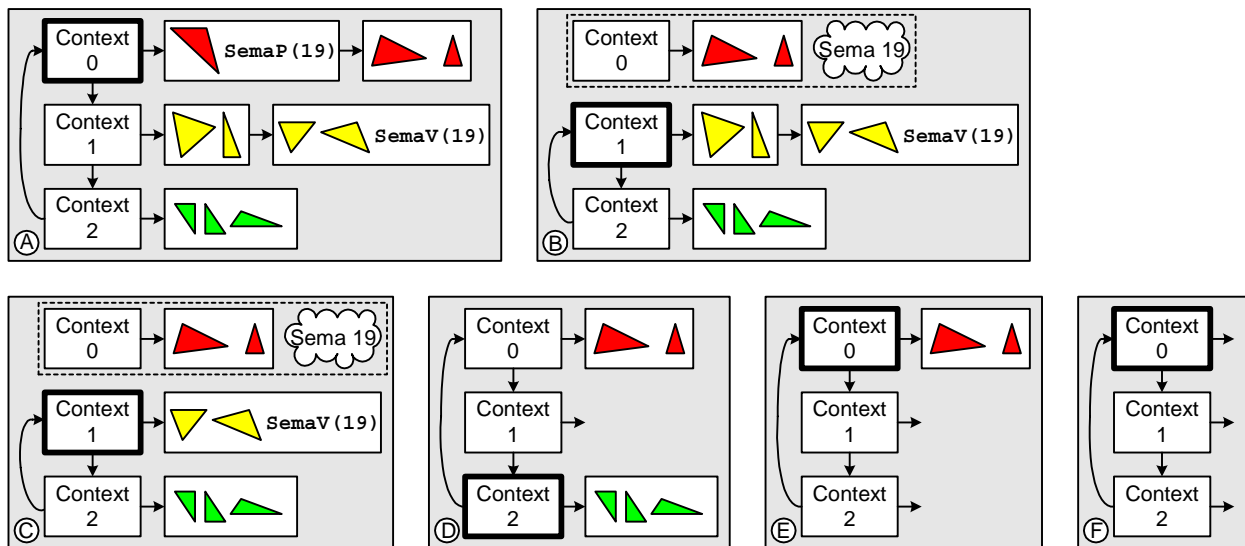 Context
0
SemaP(19)
Context
1
SemaV(19)
Context
2
A
Context
0
Sema 19
Context
1
SemaV(19)
Context
2
B
Context
0
Sema 19
Context
1
SemaV(19)
Context
2
C
Context
0
Context
1
Context
2
D
Context
0
Context
1
Context
2
E
Context
0
Context
1
Context
2
F